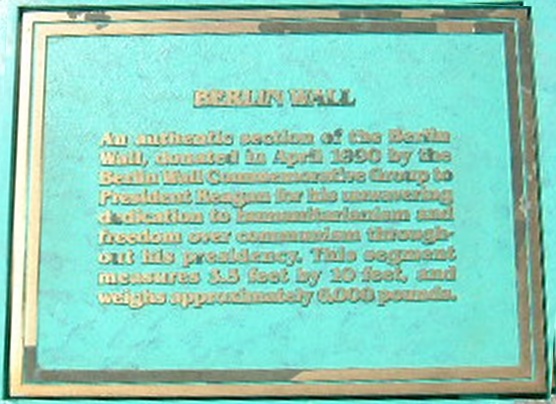 BERLIN WALL
An authentic section of the Berlin
Wall, donated in April 1990 by the
Berlin Wall Commemorative Group to
President Reagan for his unwavering
dedication to humanitarianism and
freedom over communism through-
out his presidency. This segment
measures 3.5 feet by 10 feet, and
weighs approximately 6,000 pounds.